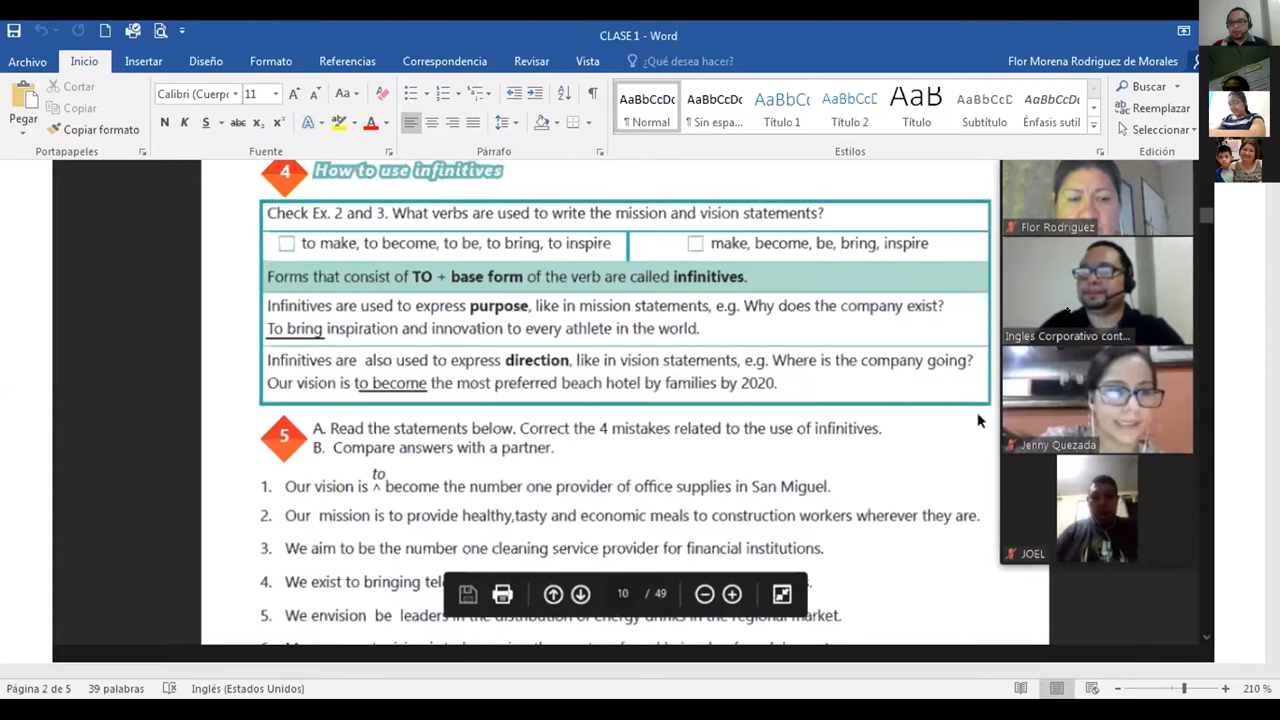 CLASE 1 - Word
Archivo Inicio Insertar Diseño Formato Referencias Correspondencia Revisar Vista ¿Qué desea hacer? Flor Morena Rodriguez de Morales
Pegar
Cortar
Copiar
Copiar formato
Calibri (Cuerpo 11
N K S abc x₂ x²
AaBbCcDc AaBbCcDc AaBbCc AaBbCcD AaB AaBbCcD AaBbCcDc
¶ Normal ¶ Sin espa... Título 1 Título 2 Título Subtítulo Énfasis sutil
Buscar
Reemplazar
Seleccionar
Portapapeles Fuente Párrafo Estilos Edición
4 How to use infinitives
Check Ex. 2 and 3. What verbs are used to write the mission and vision statements?
to make, to become, to be, to bring, to inspire make, become, be, bring, inspire
Forms that consist of TO + base form of the verb are called infinitives.
Infinitives are used to express purpose, like in mission statements, e.g. Why does the company exist?
To bring inspiration and innovation to every athlete in the world.
Infinitives are also used to express direction, like in vision statements, e.g. Where is the company going?
Our vision is to become the most preferred beach hotel by families by 2020.
5 A. Read the statements below. Correct the 4 mistakes related to the use of infinitives.
B. Compare answers with a partner.
to
1. Our vision is ^ become the number one provider of office supplies in San Miguel.
2. Our mission is to provide healthy,tasty and economic meals to construction workers wherever they are.
3. We aim to be the number one cleaning service provider for financial institutions.
4. We exist to bringing
5. We envision be leaders in the distribution of energy drinks in the regional market.
10 / 49
Flor Rodriguez
Ingles Corporativo cont...
Jenny Quezada
JOEL
Página 2 de 5 39 palabras Inglés (Estados Unidos) 210 %